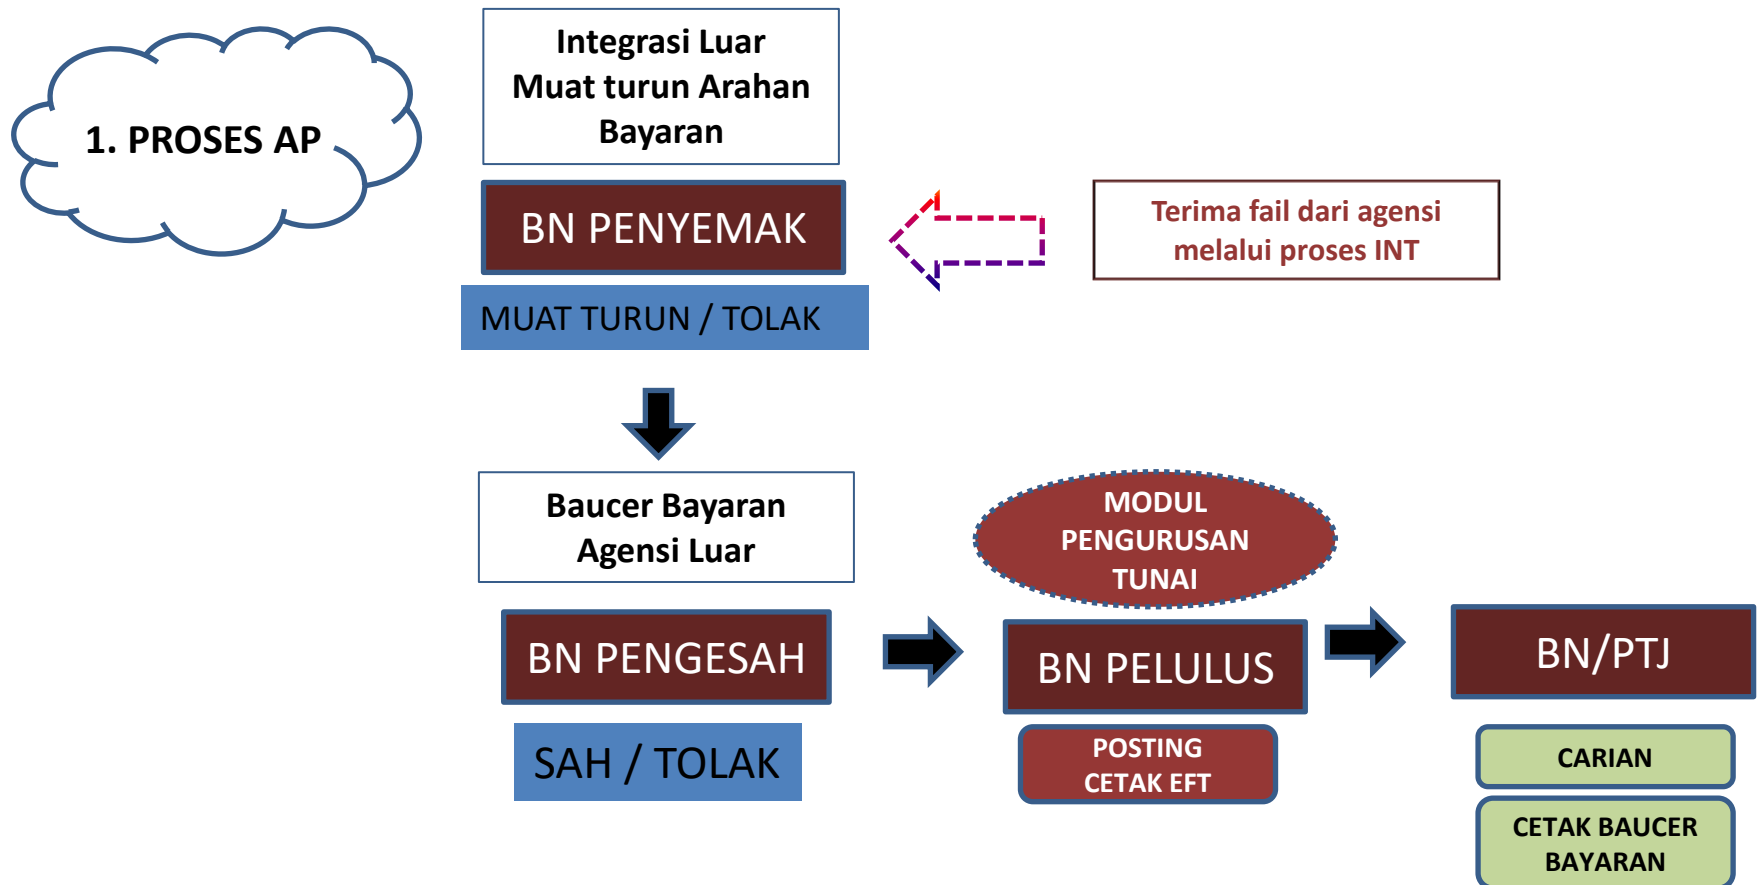 1. PROSES AP
Integrasi Luar
Muat turun Arahan
Bayaran
BN PENYEMAK
MUAT TURUN / TOLAK
Terima fail dari agensi
melalui proses INT
Baucer Bayaran
Agensi Luar
BN PENGESAH
SAH / TOLAK
MODUL
PENGURUSAN
TUNAI
BN PELULUS
POSTING
CETAK EFT
BN/PTJ
CARIAN
CETAK BAUCER
BAYARAN